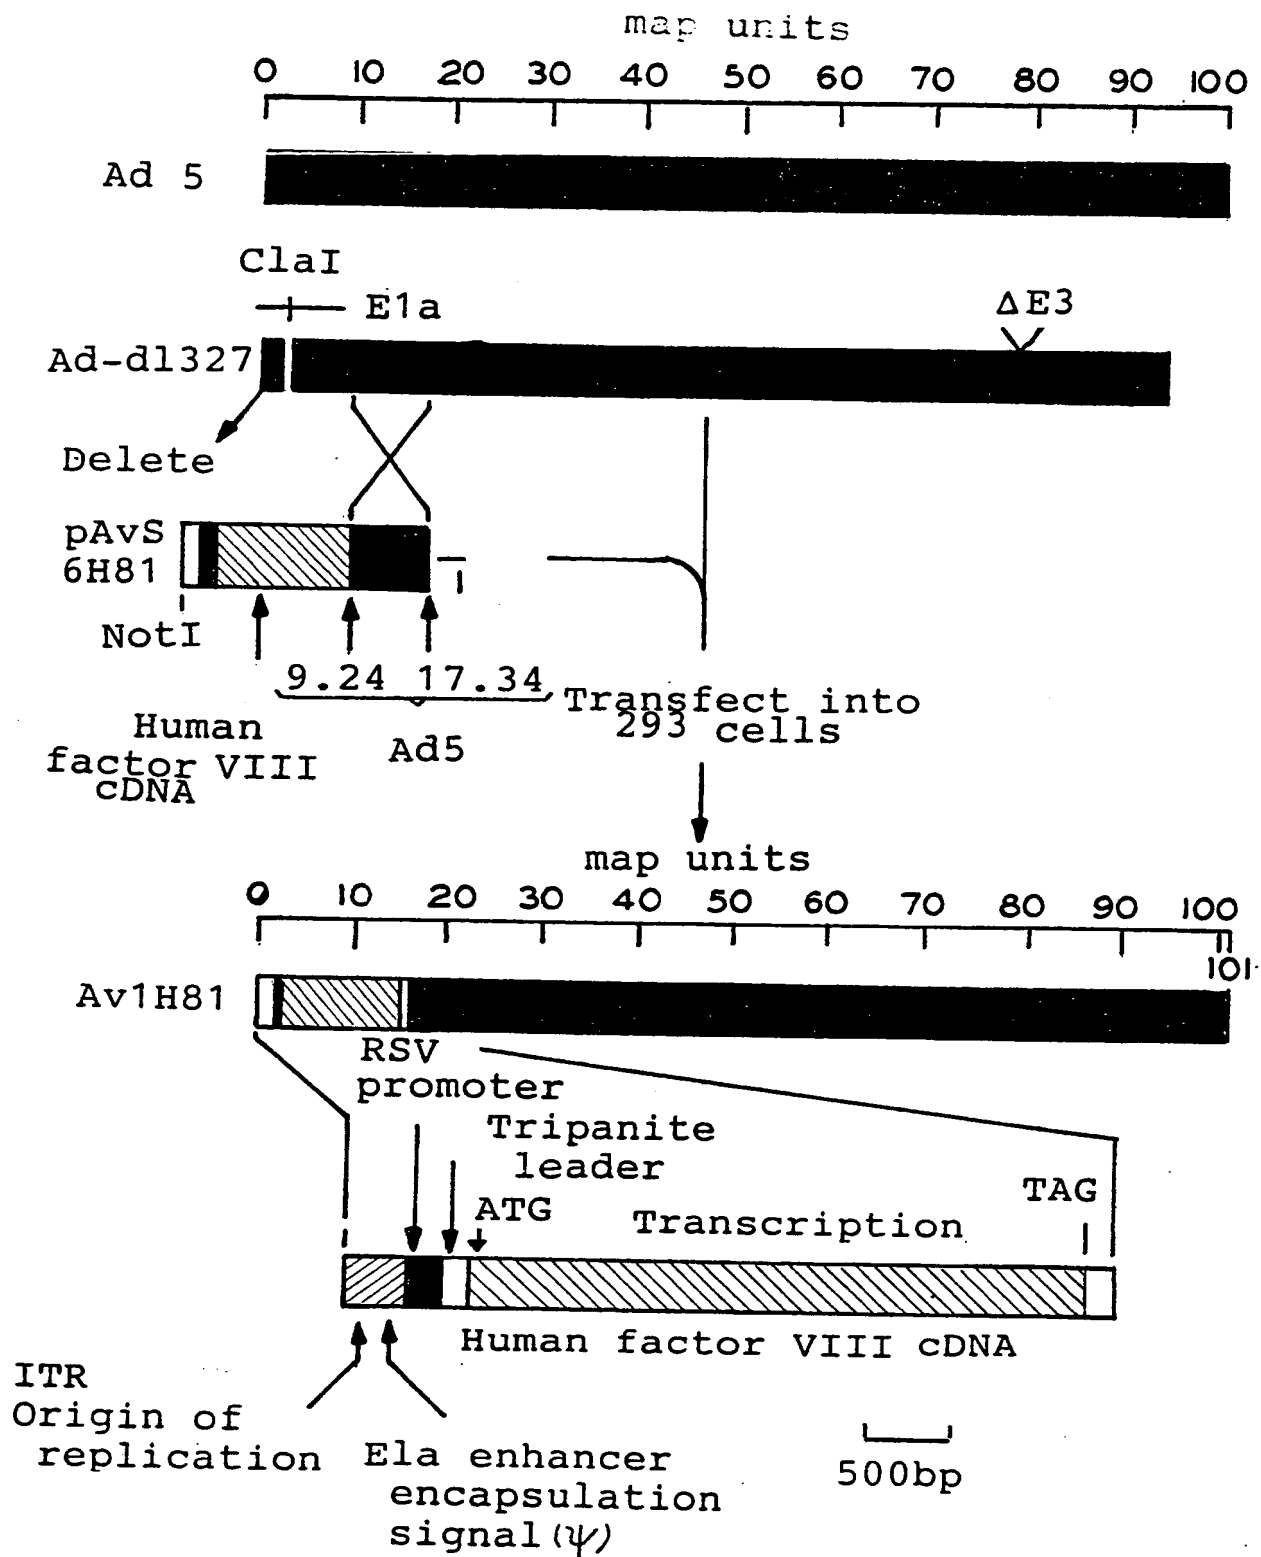 map units
0 10 20 30 40 50 60 70 80 90 100
Ad 5
ClaI
E1a
ΔE3
Ad-dl327
Delete
pAvS
6H81
NotI
9.24 17.34
Human
factor VIII
cDNA
Ad5
Transfect into
293 cells
map units
0 10 20 30 40 50 60 70 80 90 100
101
Av1H81
RSV
promoter
Tripanite
leader
ATG
Transcription
TAG
Human factor VIII cDNA
ITR
Origin of
replication
Ela enhancer
encapsulation
signal (ψ)
500bp